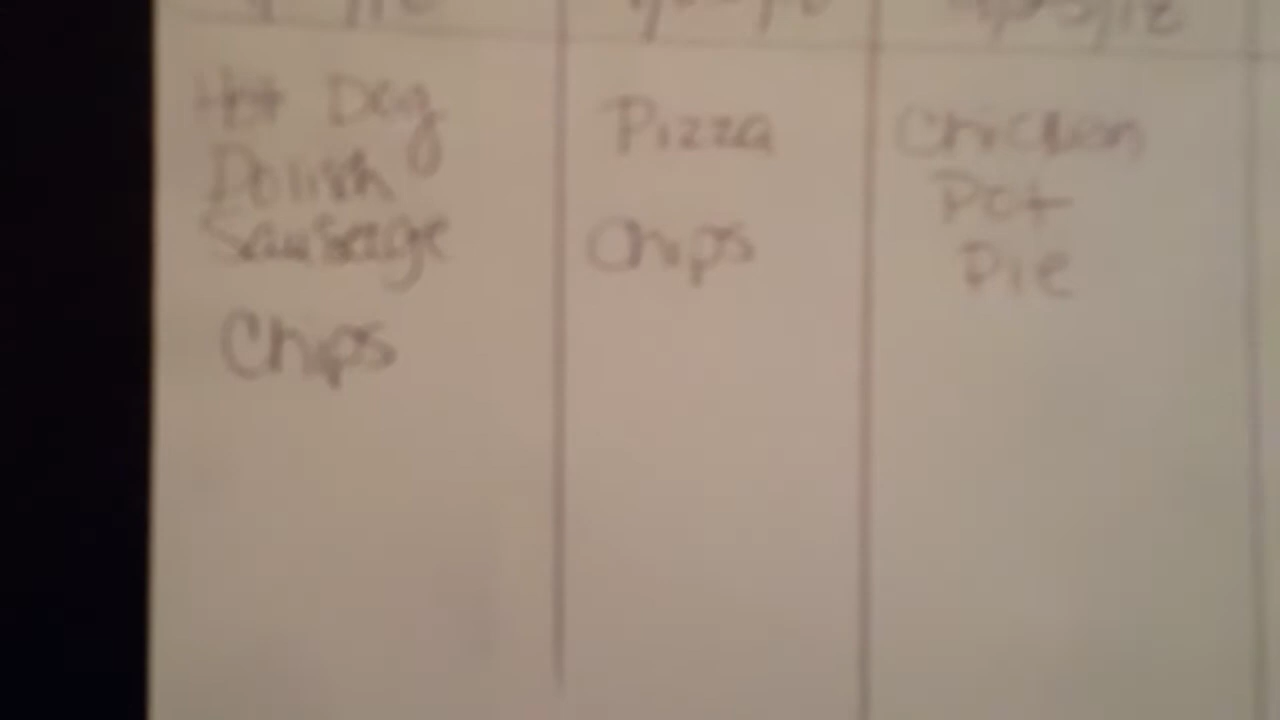 Hot Dog
Polish
Sausage
Chips
Pizza
Chips
Chicken
Pot
Pie